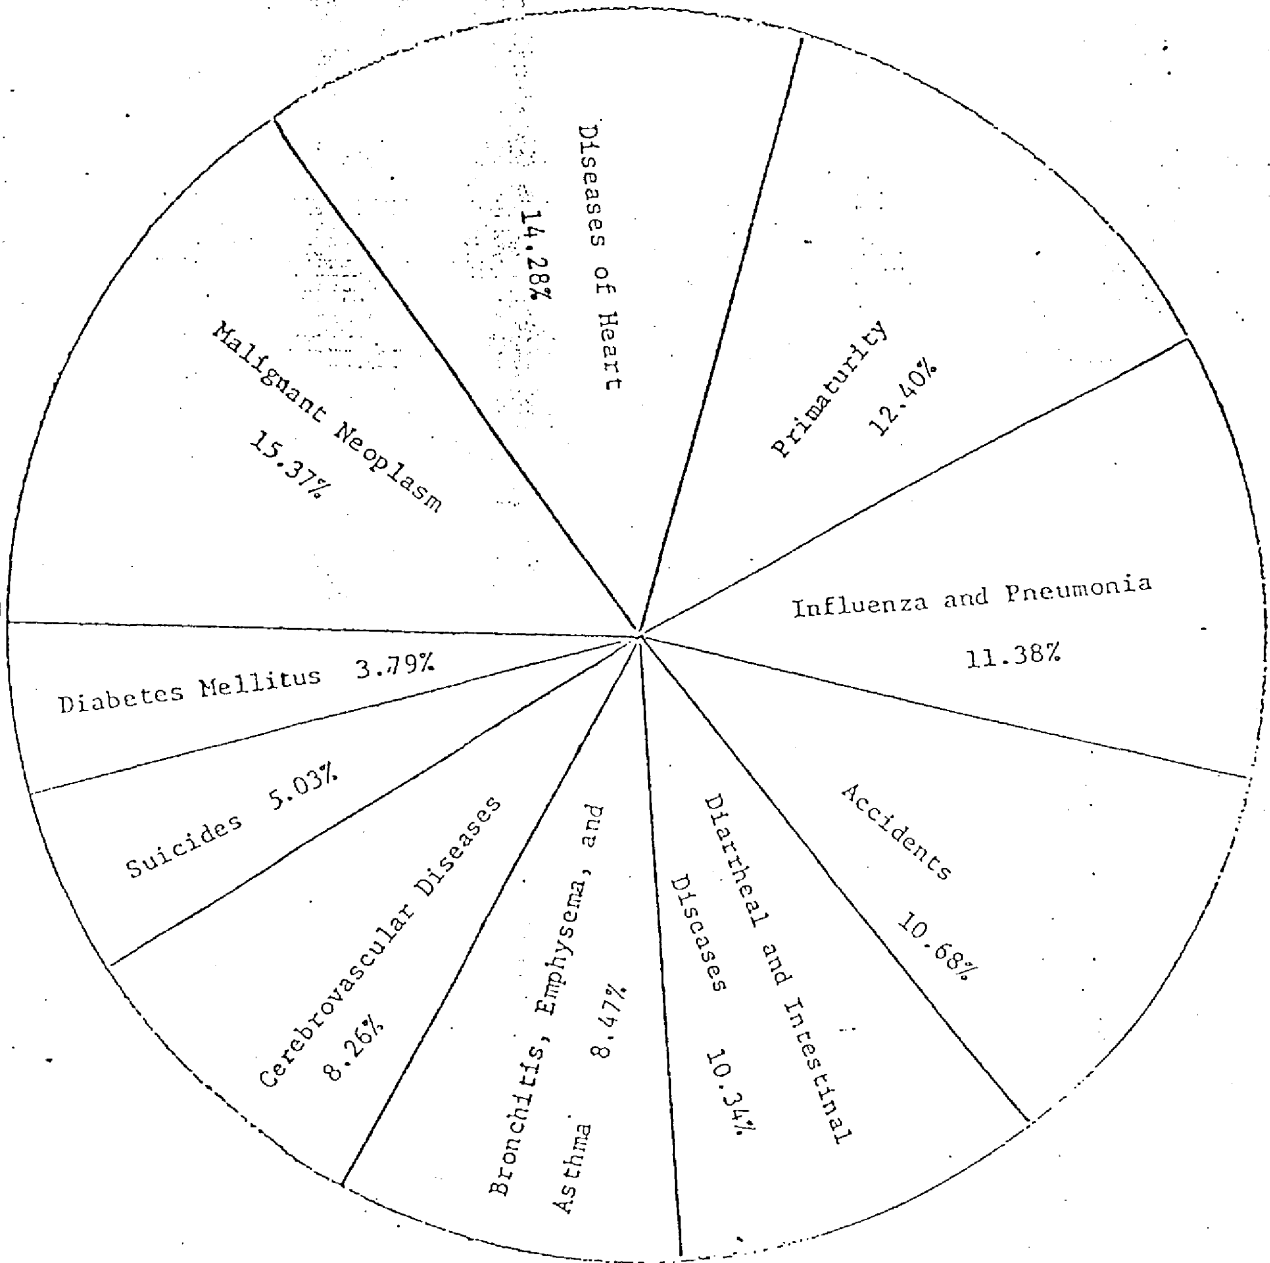 Diseases of Heart
14.28%
Primaturity
12.40%
Influenza and Pneumonia
11.38%
Accidents
10.68%
Diarrheal and Intestinal
Diseases 10.34%
Bronchitis, Emphysema, and
Asthma 8.47%
Cerebrovascular Diseases
8.26%
Suicides 5.03%
Diabetes Mellitus 3.79%
Malignant Neoplasm
15.37%